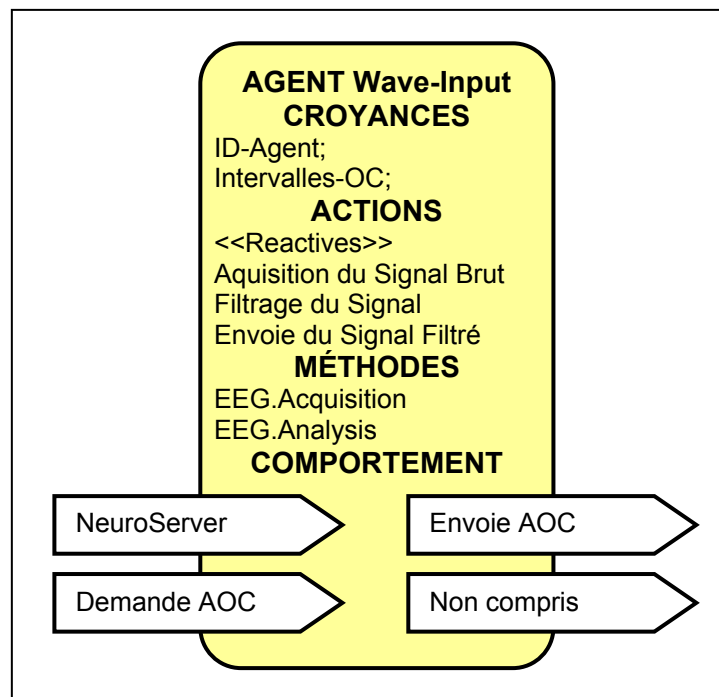 AGENT Wave-Input
CROYANCES
ID-Agent;
Intervalles-OC;
ACTIONS
<<Reactives>>
Aquisition du Signal Brut
Filtrage du Signal
Envoie du Signal Filtré
MÉTHODES
EEG.Acquisition
EEG.Analysis
COMPORTEMENT
NeuroServer
Envoie AOC
Demande AOC
Non compris